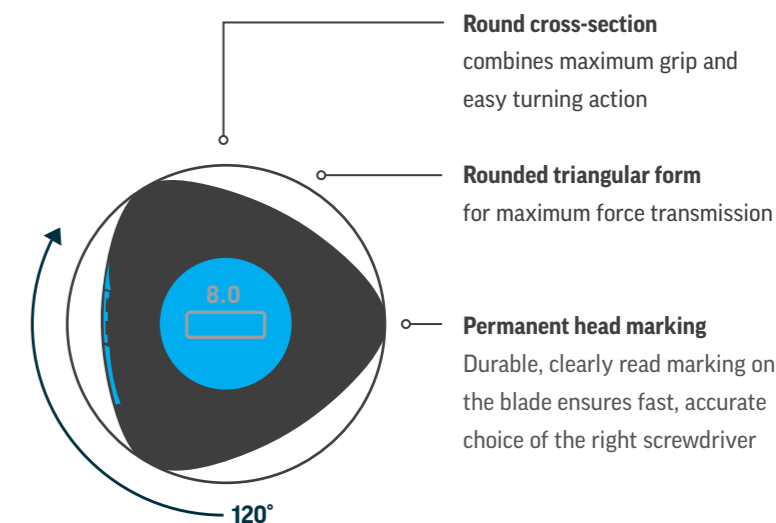 Round cross-section
combines maximum grip and
easy turning action
Rounded triangular form
for maximum force transmission
8.0
Permanent head marking
Durable, clearly read marking on
the blade ensures fast, accurate
choice of the right screwdriver
120°